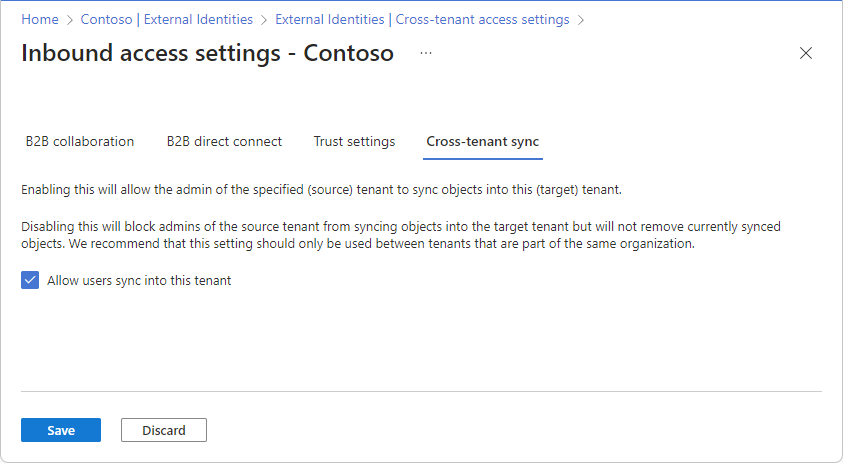 Home > Contoso | External Identities > External Identities | Cross-tenant access settings >
Inbound access settings - Contoso ...
B2B collaboration B2B direct connect Trust settings Cross-tenant sync
Enabling this will allow the admin of the specified (source) tenant to sync objects into this (target) tenant.
Disabling this will block admins of the source tenant from syncing objects into the target tenant but will not remove currently synced
objects. We recommend that this setting should only be used between tenants that are part of the same organization.
Allow users sync into this tenant
Save Discard